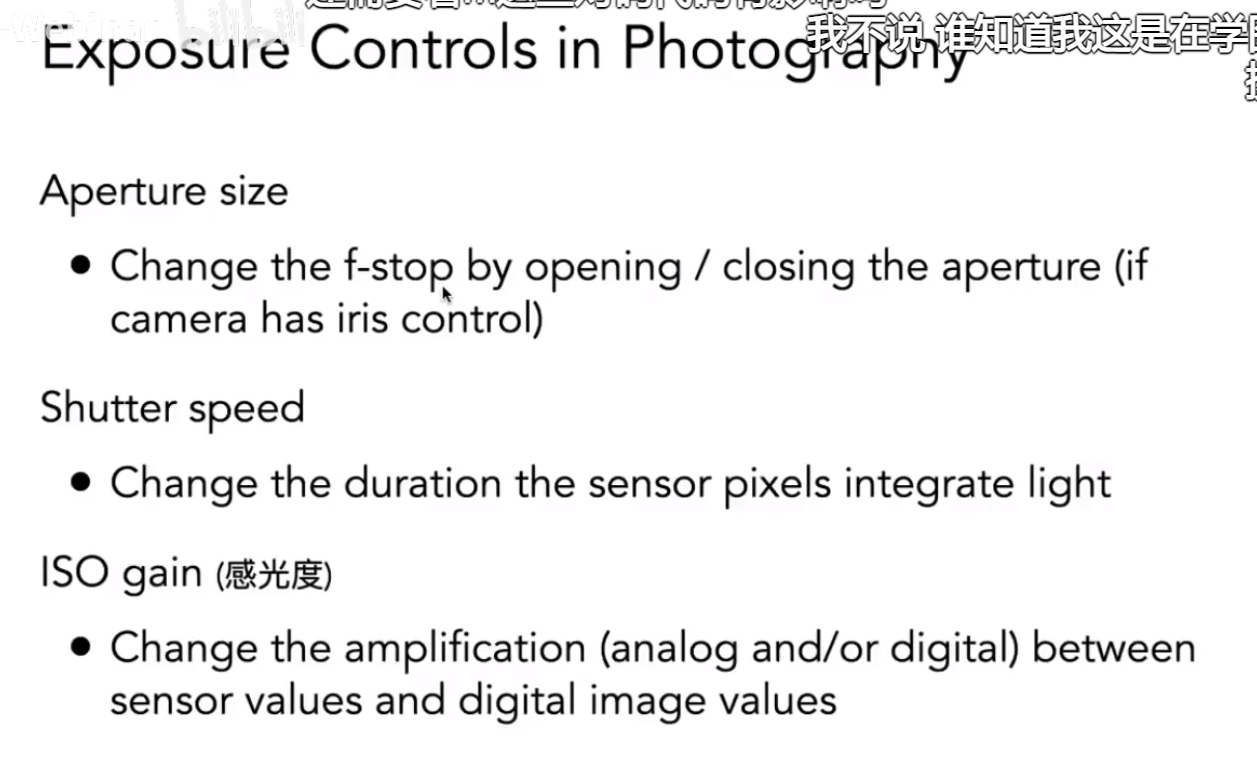 Exposure Controls in Photography
我不说 谁知道我这是在学
Webinar bilibili
Aperture size
● Change the f-stop by opening / closing the aperture (if
camera has iris control)
Shutter speed
● Change the duration the sensor pixels integrate light
ISO gain (感光度)
● Change the amplification (analog and/or digital) between
sensor values and digital image values